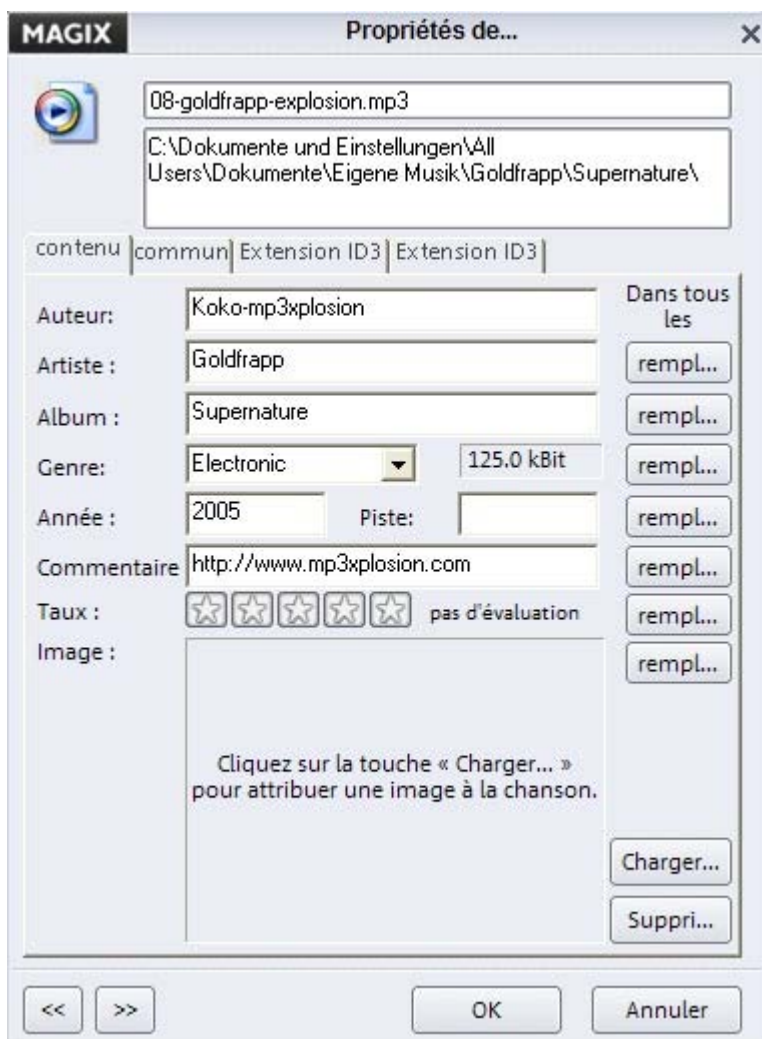 MAGIX Propriétés de...
08-goldfrapp-explosion.mp3
C:\Dokumente und Einstellungen\All
Users\Dokumente\Eigene Musik\Goldfrapp\Supernature\
contenu commun Extension ID3 Extension ID3
Dans tous
les
Auteur: Koko-mp3xplosion
Artiste : Goldfrapp rempl...
Album : Supernature rempl...
Genre: Electronic 125.0 kBit rempl...
Année : 2005 Piste: rempl...
Commentaire http://www.mp3xplosion.com rempl...
Taux : pas d'évaluation rempl...
Image : rempl...
Cliquez sur la touche « Charger... »
pour attribuer une image à la chanson.
Charger...
Suppri...
<< >> OK Annuler